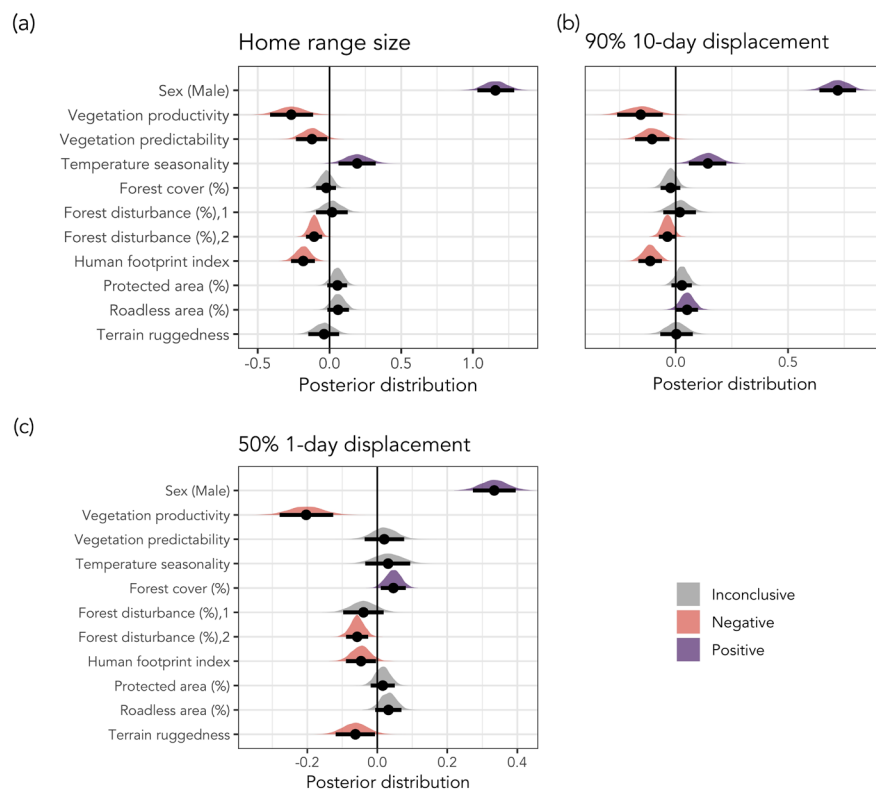 (a)
Home range size
Sex (Male)
Vegetation productivity
Vegetation predictability
Temperature seasonality
Forest cover (%)
Forest disturbance (%),1
Forest disturbance (%),2
Human footprint index
Protected area (%)
Roadless area (%)
Terrain ruggedness
-0.5 0.0 0.5 1.0
Posterior distribution
(b)
90% 10-day displacement
0.0 0.5
Posterior distribution
(c)
50% 1-day displacement
Sex (Male)
Vegetation productivity
Vegetation predictability
Temperature seasonality
Forest cover (%)
Forest disturbance (%),1
Forest disturbance (%),2
Human footprint index
Protected area (%)
Roadless area (%)
Terrain ruggedness
-0.2 0.0 0.2 0.4
Posterior distribution
Inconclusive
Negative
Positive